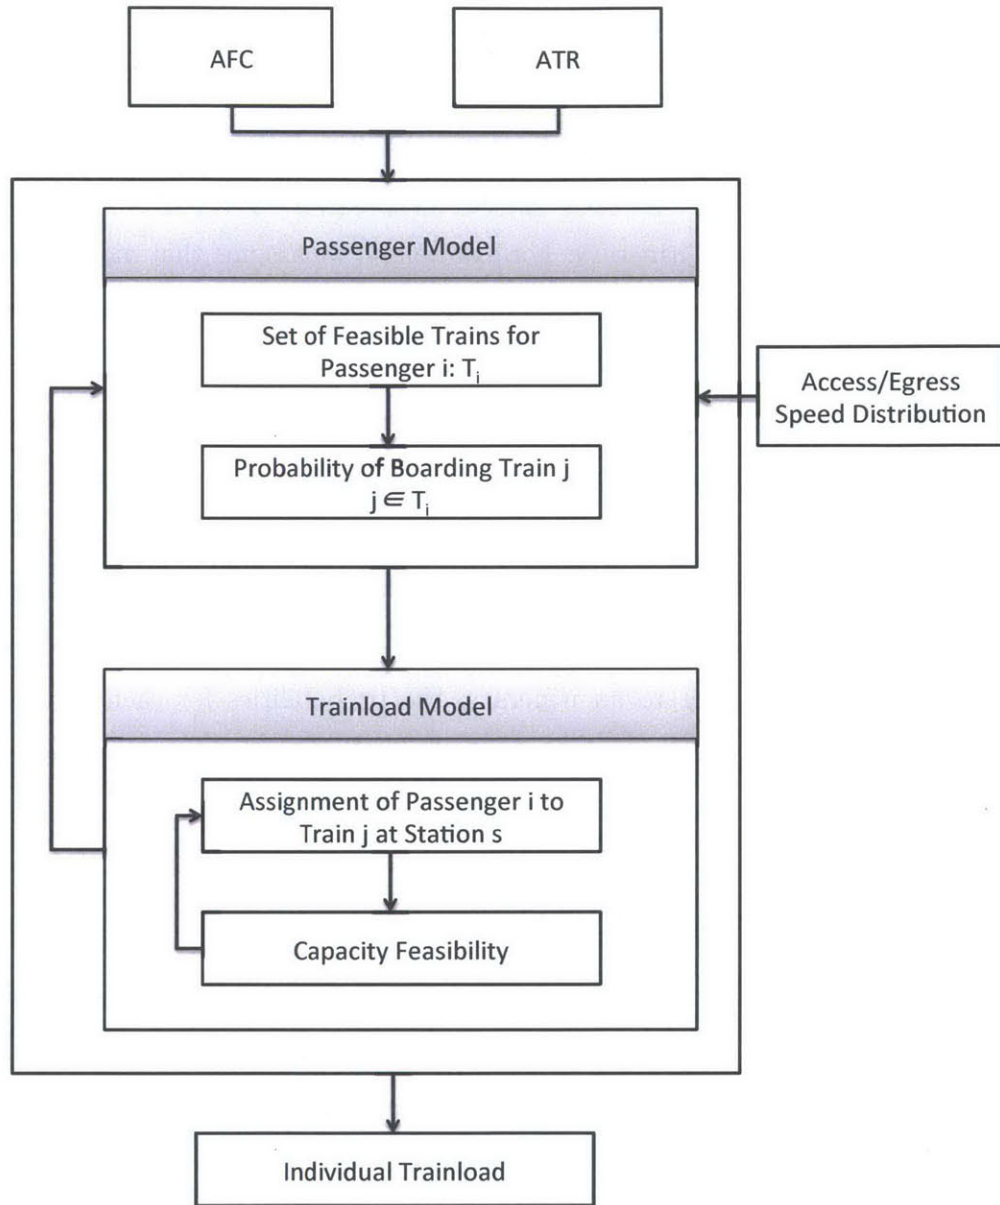 AFC
ATR
Passenger Model
Set of Feasible Trains for
Passenger i: Tᵢ
Access/Egress
Speed Distribution
Probability of Boarding Train j
j ∈ Tᵢ
Trainload Model
Assignment of Passenger i to
Train j at Station s
Capacity Feasibility
Individual Trainload